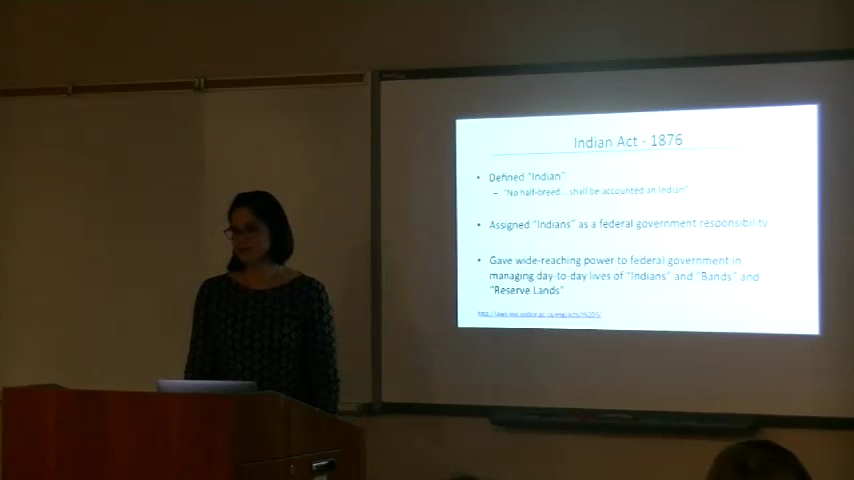 Indian Act - 1876
• Defined "Indian"
– "No half-breed... shall be accounted an Indian"
• Assigned "Indians" as a federal government responsibility
• Gave wide-reaching power to federal government in
managing day-to-day lives of "Indians" and "Bands" and
"Reserve Lands"